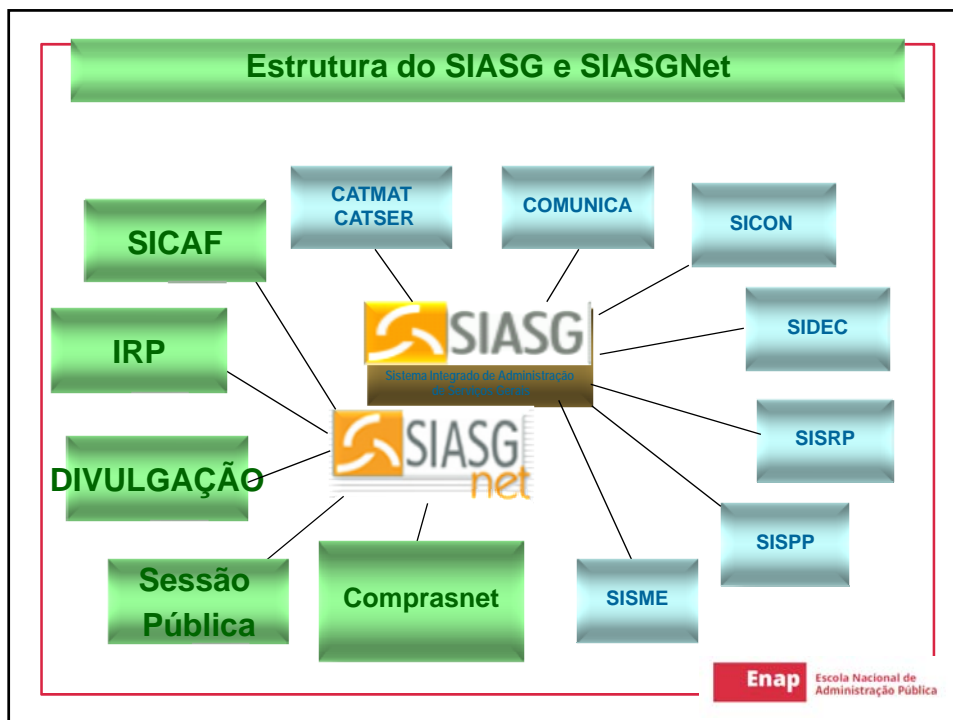 Estrutura do SIASG e SIASGNet
CATMAT
CATSER
COMUNICA
SICON
SICAF
SIDEC
IRP
SIASG
Sistema Integrado de Administração
de Serviços Gerais
SISRP
DIVULGAÇÃO
SIASG
net
SISPP
Sessão
Pública
Comprasnet
SISME
Enap
Escola Nacional de
Administração Pública